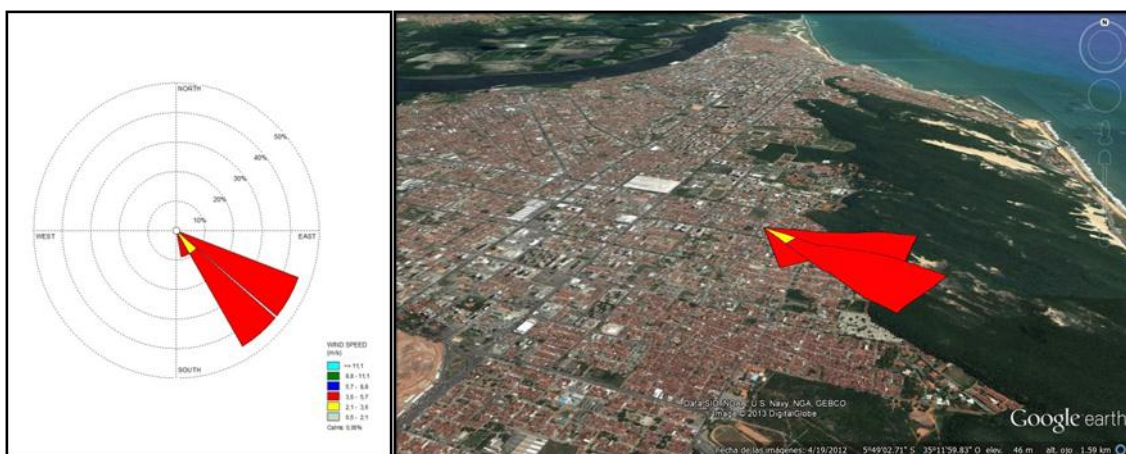 NORTH
50%
40%
30%
20%
10%
WEST
EAST
SOUTH
WIND SPEED
(m/s)
>= 11,1
8,8 - 11,1
5,7 - 8,8
3,6 - 5,7
2,1 - 3,6
0,5 - 2,1
Calms: 0.00%
N
Data SIO, NOAA, U.S. Navy, NGA, GEBCO
Image © 2013 DigitalGlobe
Google earth
Fecha de las imágenes: 4/19/2012 5°49'02.71" S 35°11'59.83" O elev. 46 m alt. ojo 1.59 km